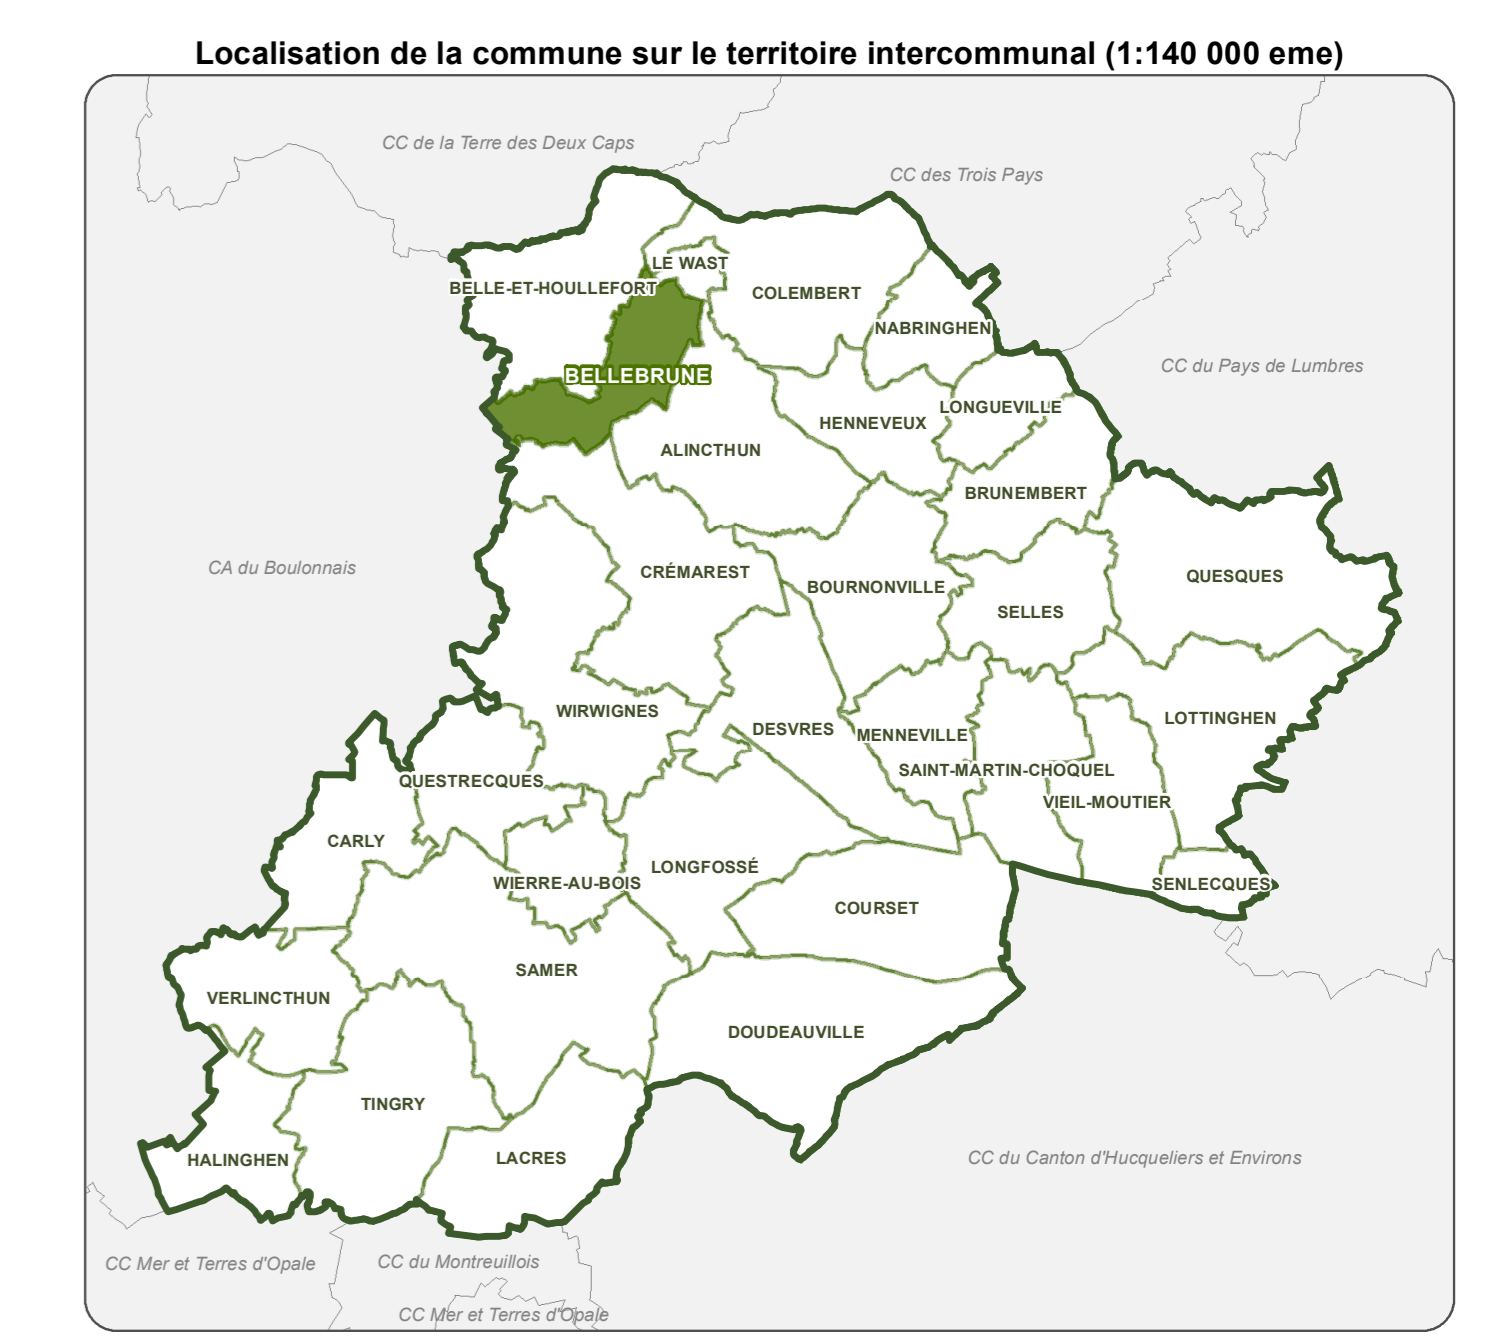 Localisation de la commune sur le territoire intercommunal (1:140 000 eme)
CC de la Terre des Deux Caps
CC des Trois Pays
LE WAST
BELLE-ET-HOULLEFORT
COLEMBERT
NABRINGHEN
CC du Pays de Lumbres
BELLEBRUNE
LONGUEVILLE
HENNEVEUX
ALINCTHUN
BRUNEMBERT
CA du Boulonnais
CRÉMAREST
BOURNONVILLE
QUESQUES
SELLES
WIRWIGNES
DESVRES
MENNEVILLE
LOTTINGHEN
SAINT-MARTIN-CHOQUEL
QUESTRECQUES
VIEIL-MOUTIER
CARLY
LONGFOSSÉ
WIERRE-AU-BOIS
SENLECQUES
COURSET
SAMER
VERLINCTHUN
DOUDEAUVILLE
TINGRY
HALINGHEN
LACRES
CC du Canton d'Hucqueliers et Environs
CC Mer et Terres d'Opale
CC du Montreuillois
CC Mer et Terres d'Opale